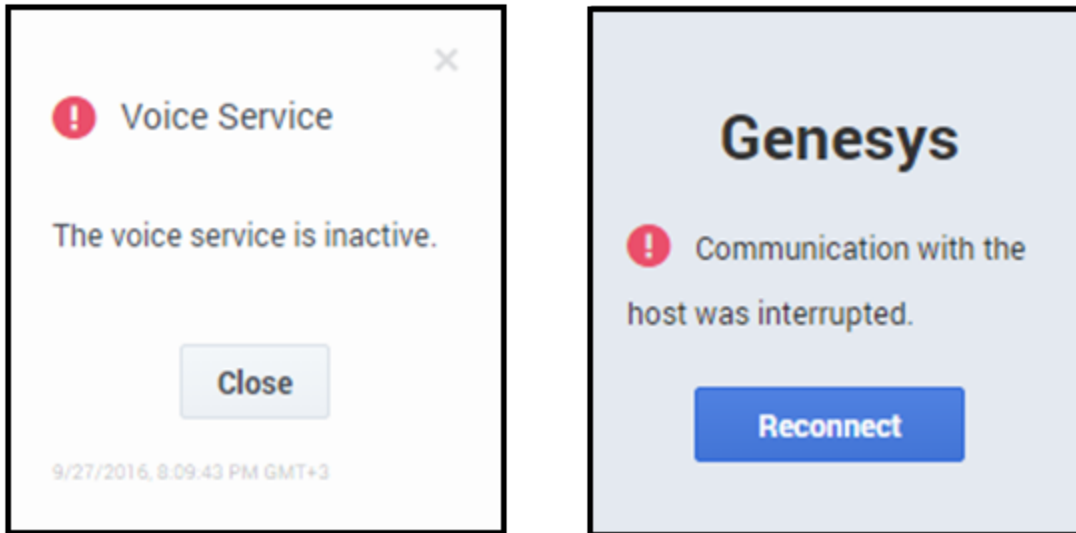 Voice Service
The voice service is inactive.
Close
9/27/2016, 8:09:43 PM GMT+3
Genesys
Communication with the
host was interrupted.
Reconnect